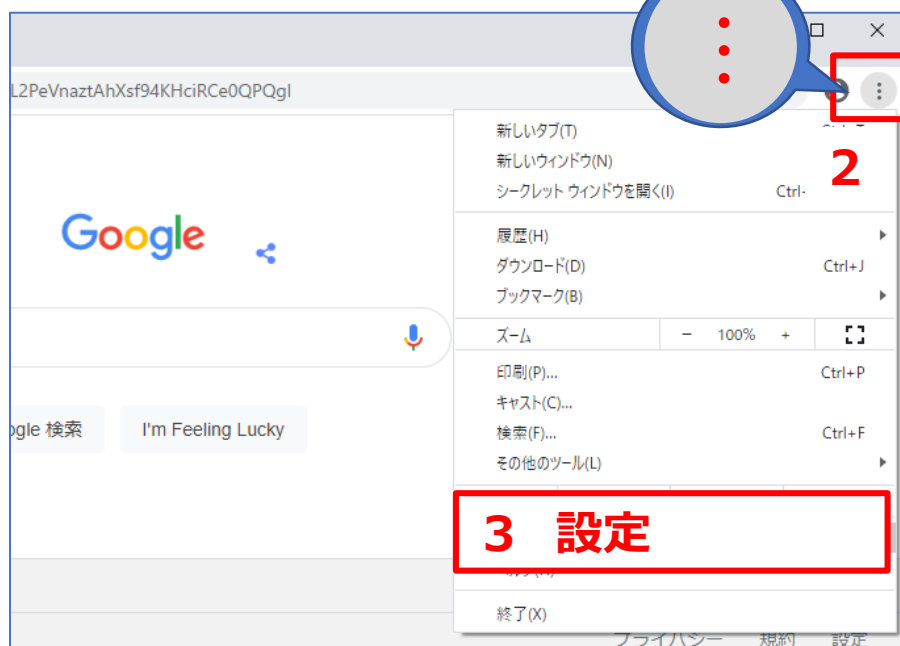 L2PeVnaztAhXsf94KHciRCe0QPQgI
新しいタブ(T)
新しいウィンドウ(N)
2
シークレット ウィンドウを開く(I) Ctrl-
Google
履歴(H)
ダウンロード(D) Ctrl+J
ブックマーク(B)
ズーム - 100% +
印刷(P)... Ctrl+P
キャスト(C)...
ogle 検索 I'm Feeling Lucky
検索(F)... Ctrl+F
その他のツール(L)
3 設定
終了(X)
プライバシー 規約 設定